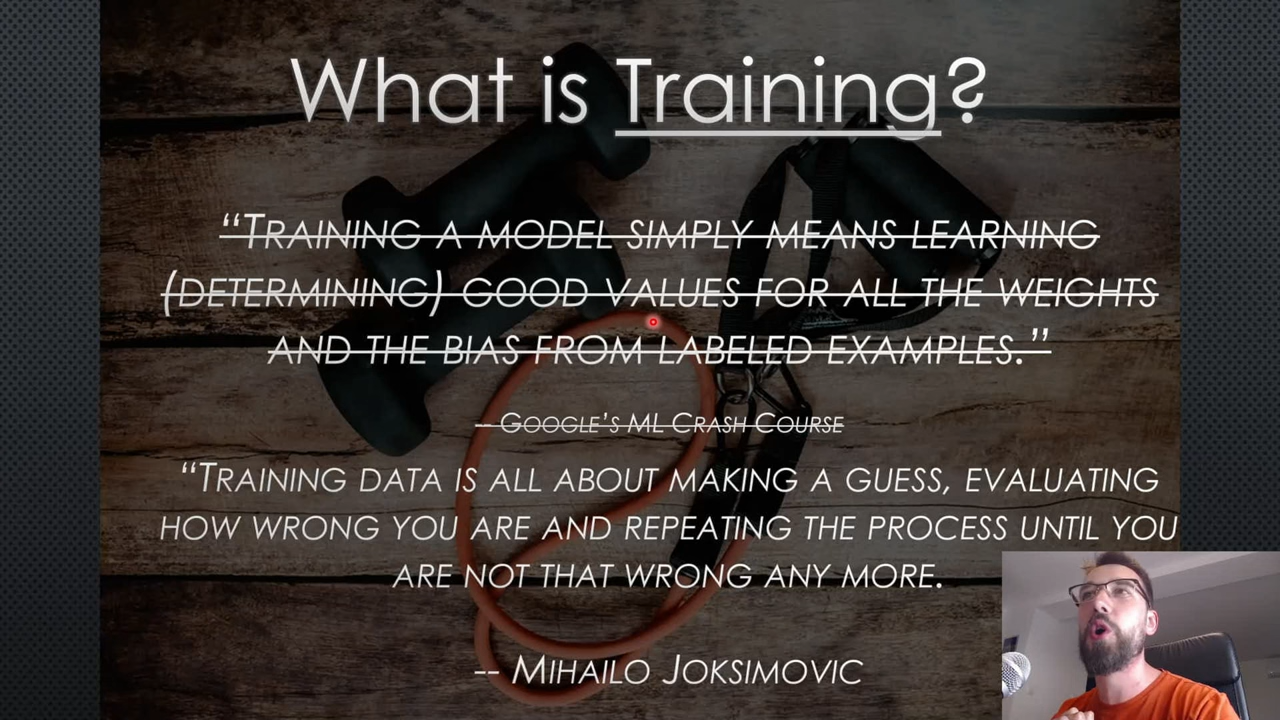 What is Training?
“Training a model simply means learning
(determining) good values for all the weights
and the bias from labeled examples.”
-- Google’s ML Crash Course
“Training data is all about making a guess, evaluating
how wrong you are and repeating the process until you
are not that wrong any more.
-- Mihailo Joksimovic